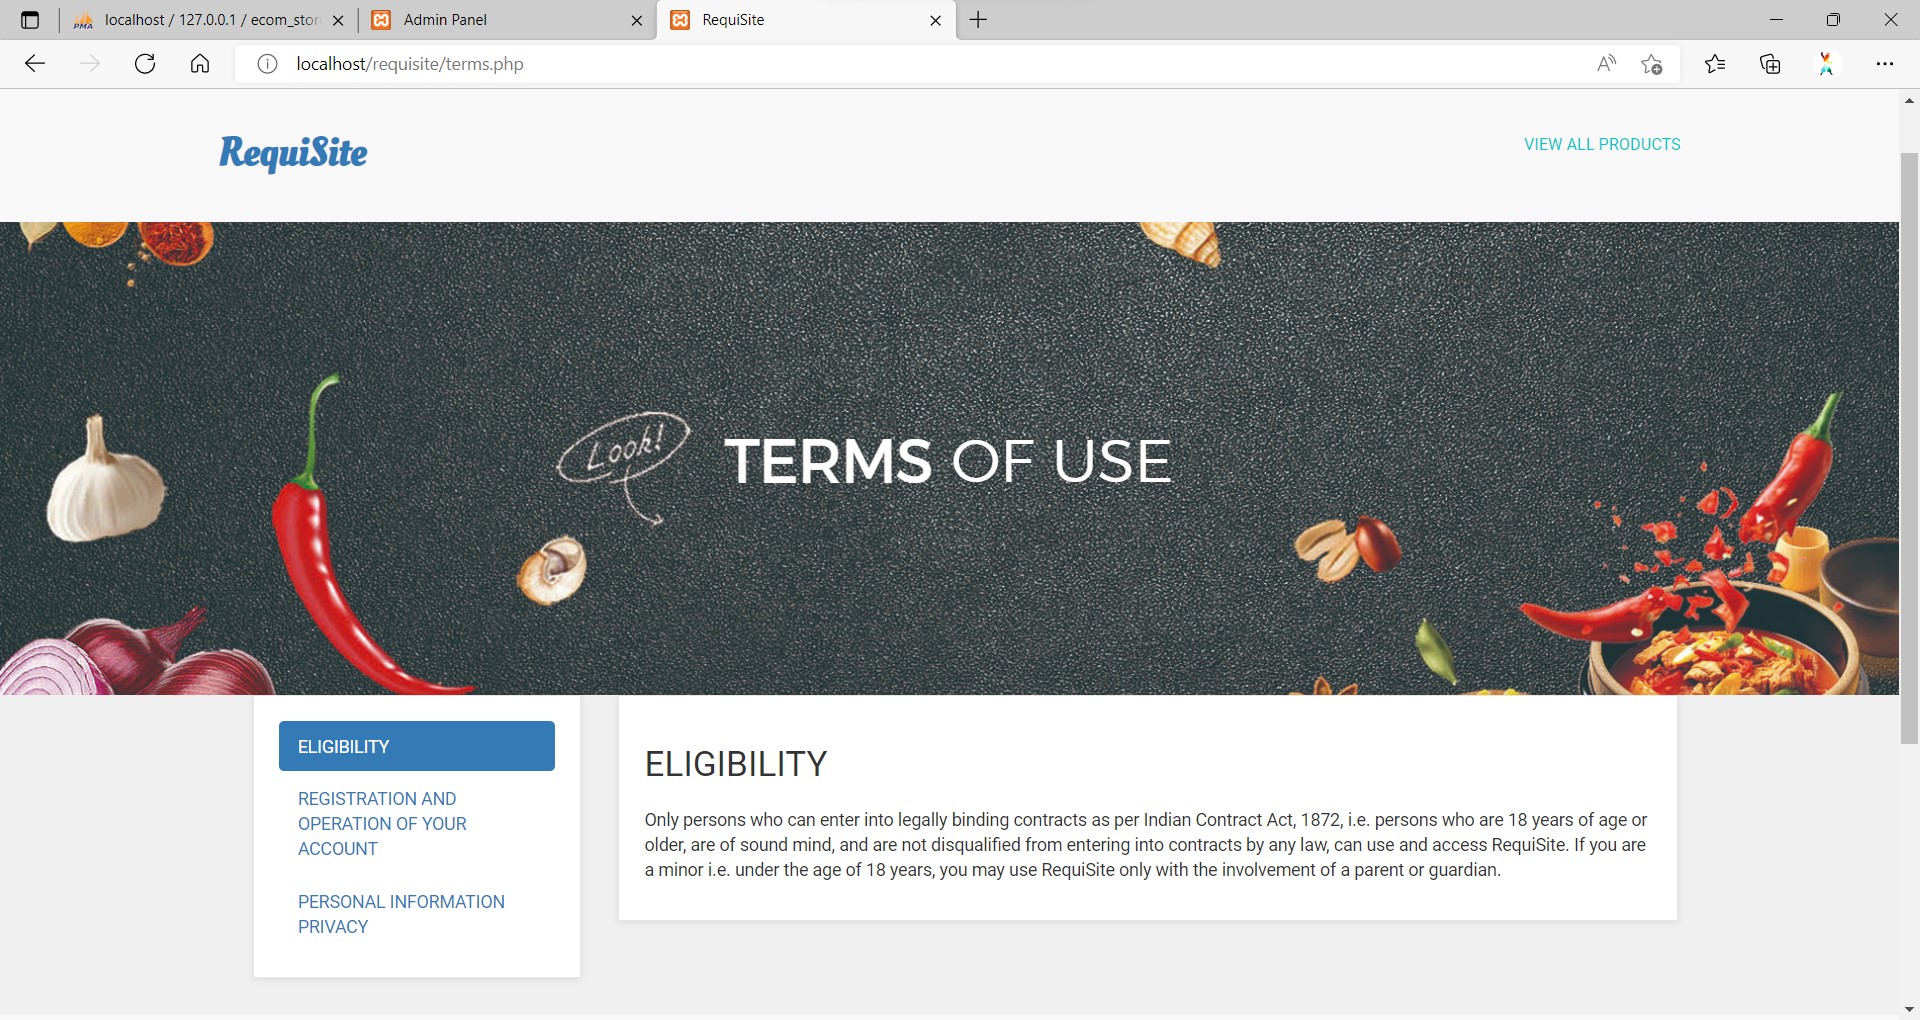 PMA localhost / 127.0.0.1 / ecom_stor
Admin Panel
RequiSite
localhost/requisite/terms.php
RequiSite
VIEW ALL PRODUCTS
Look!
TERMS OF USE
ELIGIBILITY
REGISTRATION AND
OPERATION OF YOUR
ACCOUNT
PERSONAL INFORMATION
PRIVACY
ELIGIBILITY
Only persons who can enter into legally binding contracts as per Indian Contract Act, 1872, i.e. persons who are 18 years of age or
older, are of sound mind, and are not disqualified from entering into contracts by any law, can use and access RequiSite. If you are
a minor i.e. under the age of 18 years, you may use RequiSite only with the involvement of a parent or guardian.